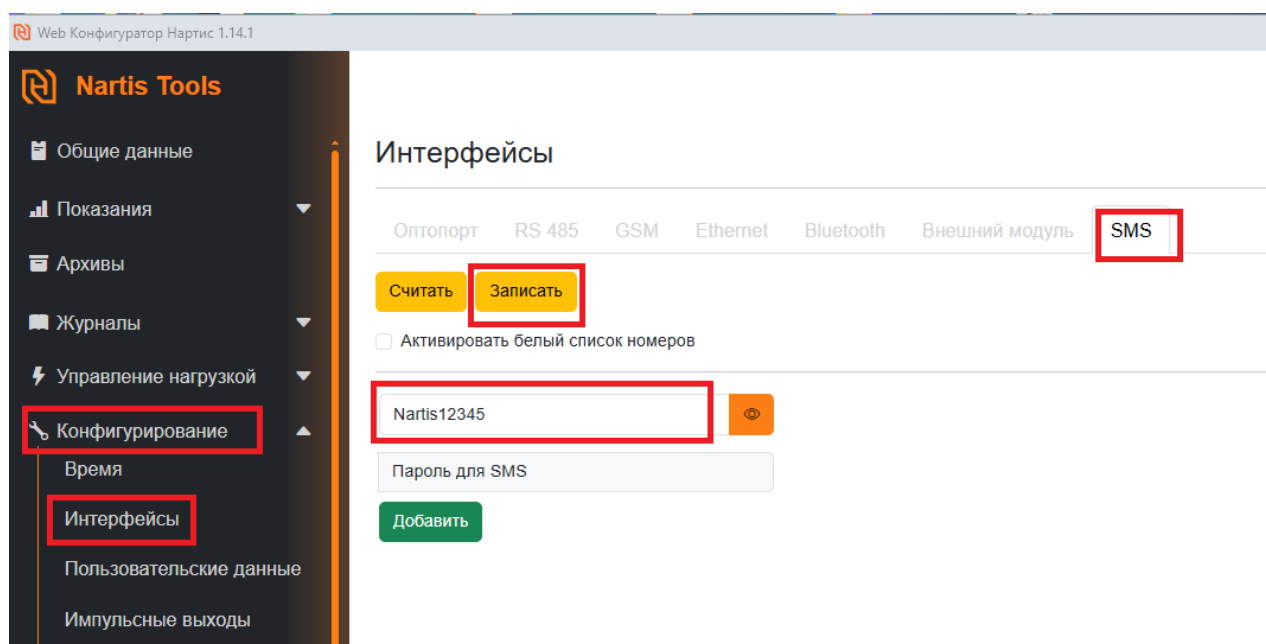 Web Конфигуратор Нартис 1.14.1
Nartis Tools
Общие данные
Показания
Архивы
Журналы
Управление нагрузкой
Конфигурирование
Время
Интерфейсы
Пользовательские данные
Импульсные выходы
Интерфейсы
Оптопорт RS 485 GSM Ethernet Bluetooth Внешний модуль SMS
Считать Записать
Активировать белый список номеров
Nartis12345
Пароль для SMS
Добавить